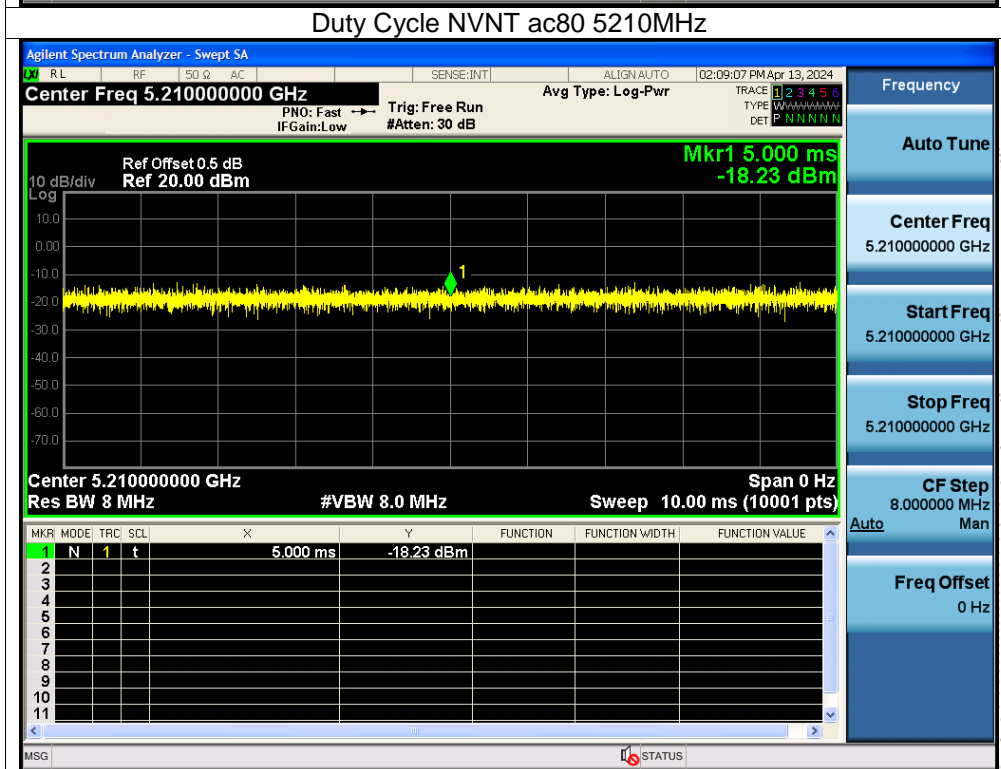 Duty Cycle NVNT ac80 5210MHz
Agilent Spectrum Analyzer - Swept SA
LXI RL RF 50 Ω AC SENSE:INT ALIGN AUTO 02:09:07 PM Apr 13, 2024
Center Freq 5.210000000 GHz
PNO: Fast
IFGain:Low
Trig: Free Run
#Atten: 30 dB
Avg Type: Log-Pwr
TRACE 1 2 3 4 5 6
TYPE WWWWWW
DET P N N N N N
Frequency
Auto Tune
Center Freq
5.210000000 GHz
Start Freq
5.210000000 GHz
Stop Freq
5.210000000 GHz
CF Step
8.000000 MHz
Auto Man
Freq Offset
0 Hz
Mkr1 5.000 ms
-18.23 dBm
Ref Offset 0.5 dB
10 dB/div Ref 20.00 dBm
Log
10.0
0.00
-10.0
-20.0
-30.0
-40.0
-50.0
-60.0
-70.0
1
Center 5.210000000 GHz Span 0 Hz
Res BW 8 MHz #VBW 8.0 MHz Sweep 10.00 ms (10001 pts)
MKR MODE TRC SCL X Y FUNCTION FUNCTION WIDTH FUNCTION VALUE
1 N 1 t 5.000 ms -18.23 dBm
2
3
4
5
6
7
8
9
10
11
MSG STATUS